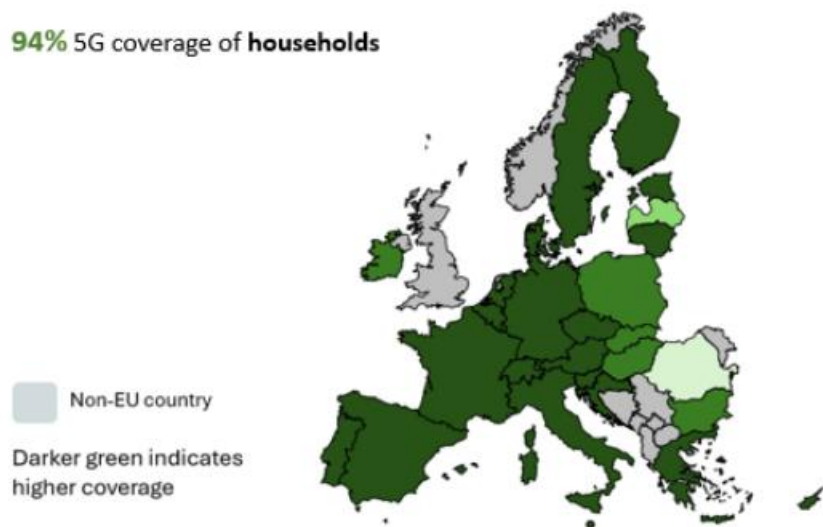 94% 5G coverage of households
Non-EU country
Darker green indicates
higher coverage